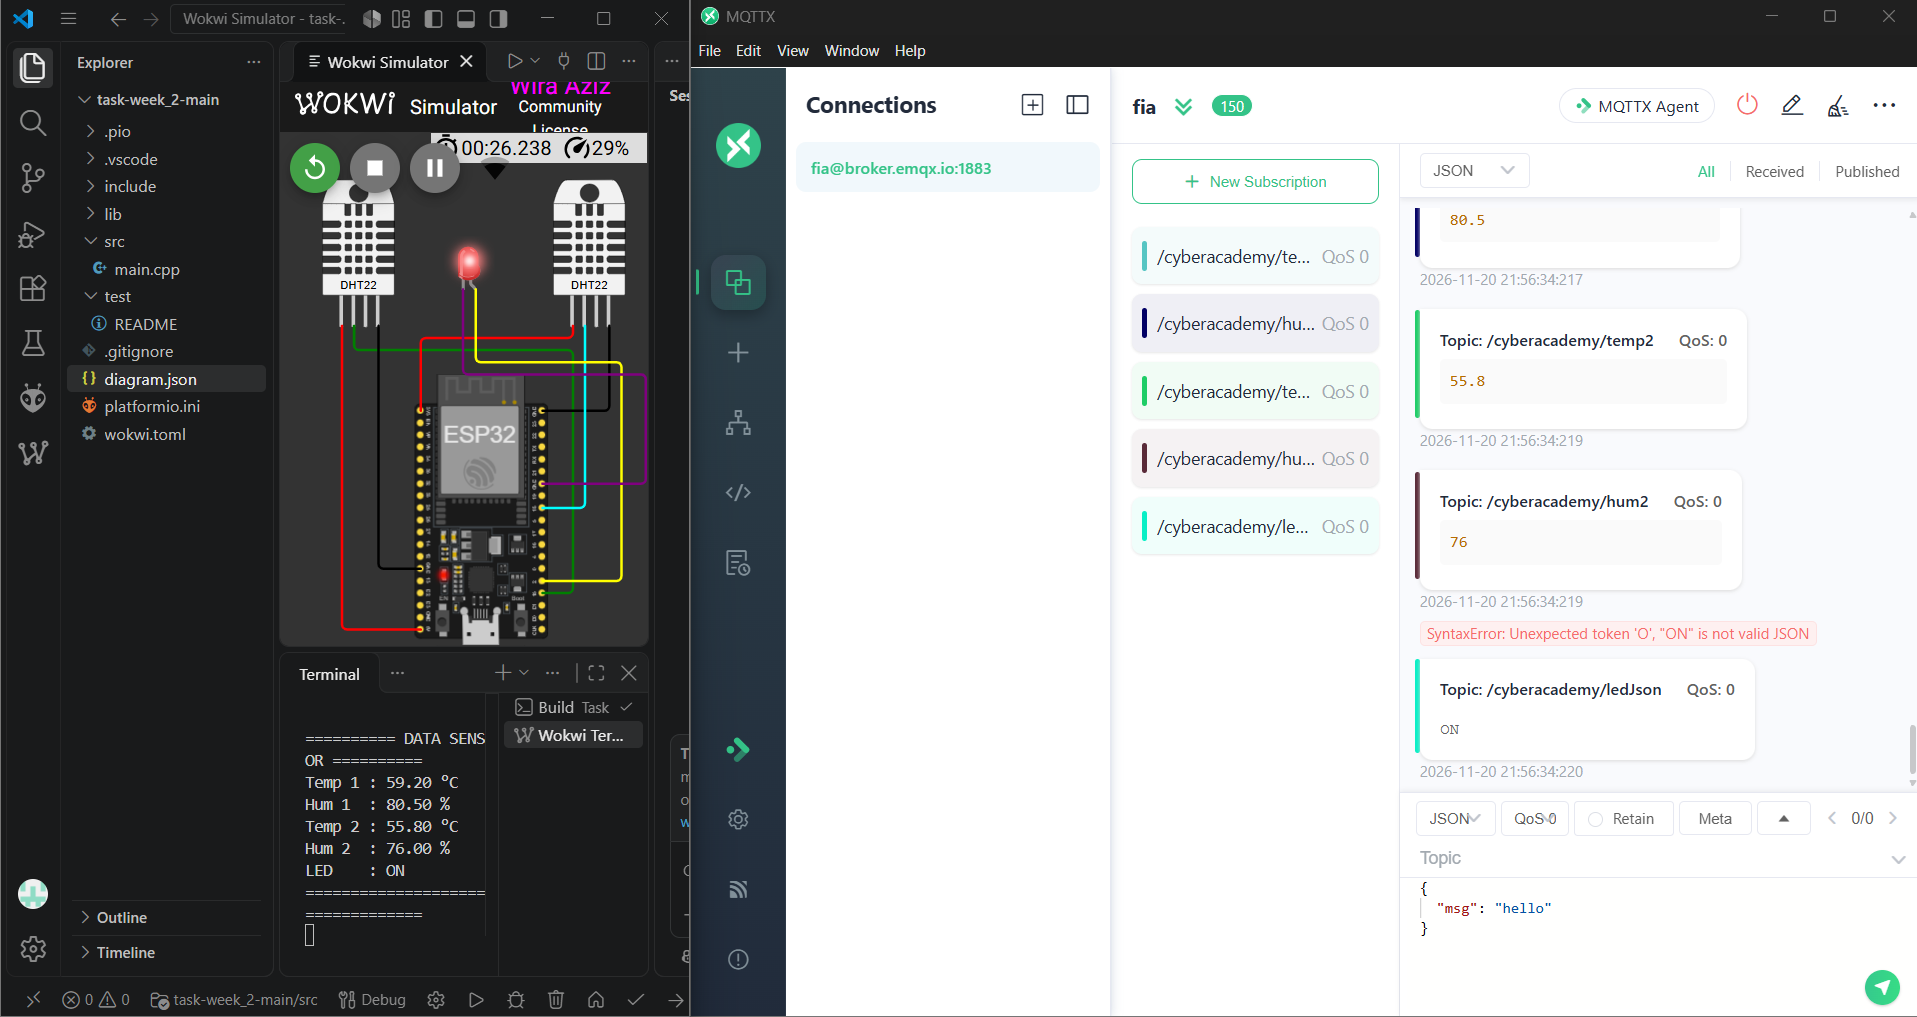 Wokwi Simulator - task-.
Explorer
task-week_2-main
.pio
.vscode
include
lib
src
main.cpp
test
README
.gitignore
diagram.json
platformio.ini
wokwi.toml
Outline
Timeline
Wokwi Simulator
WOKWi Simulator
Wira Aziz
Community
License
00:26.238 29%
DHT22
DHT22
ESP32
Ses
Terminal
Build Task
Wokwi Ter...
========== DATA SENS
OR ==========
Temp 1 : 59.20 °C
Hum 1  : 80.50 %
Temp 2 : 55.80 °C
Hum 2  : 76.00 %
LED    : ON
====================
=============
0 0 task-week_2-main/src Debug
MQTTX
File Edit View Window Help
Connections
fia@broker.emqx.io:1883
fia 150
MQTTX Agent
+ New Subscription
/cyberacademy/te... QoS 0
/cyberacademy/hu... QoS 0
/cyberacademy/te... QoS 0
/cyberacademy/hu... QoS 0
/cyberacademy/le... QoS 0
JSON
All Received Published
80.5
2026-11-20 21:56:34:217
Topic: /cyberacademy/temp2 QoS: 0
55.8
2026-11-20 21:56:34:219
Topic: /cyberacademy/hum2 QoS: 0
76
2026-11-20 21:56:34:219
SyntaxError: Unexpected token 'O', "ON" is not valid JSON
Topic: /cyberacademy/ledJson QoS: 0
ON
2026-11-20 21:56:34:220
JSON QoS 0 Retain Meta 0/0
Topic
{
"msg": "hello"
}